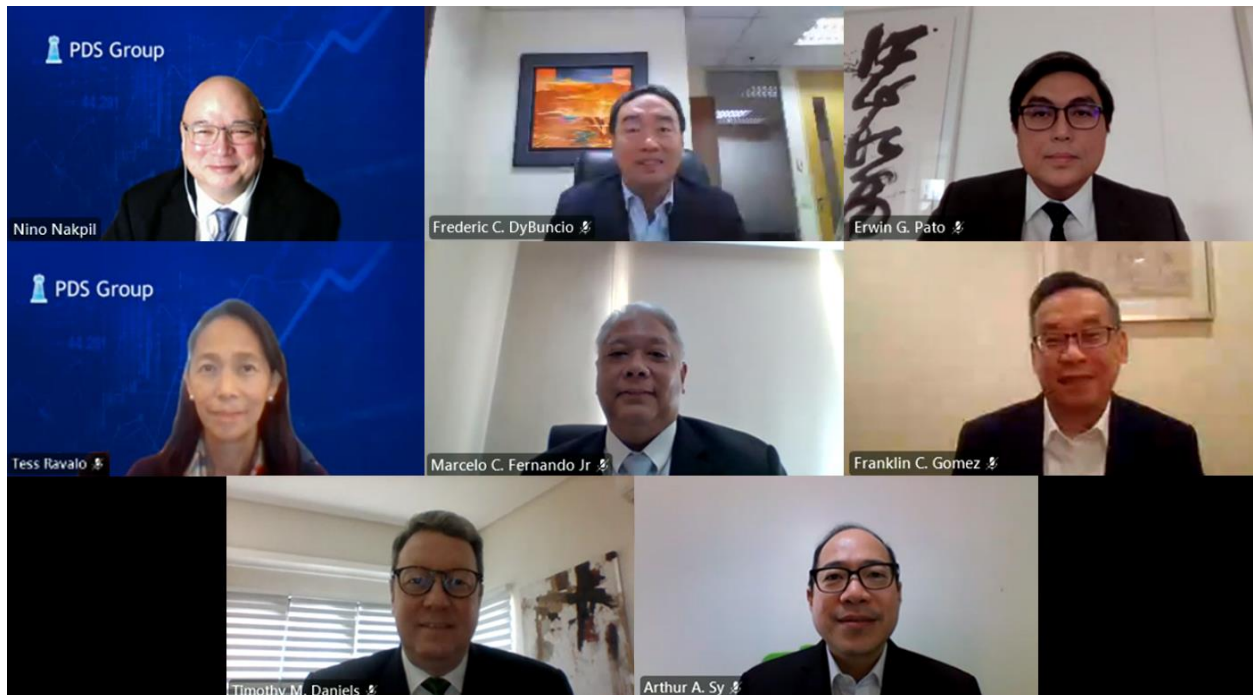 PDS Group
Nino Nakpil
Frederic C. DyBuncio
Erwin G. Pato
PDS Group
Tess Ravalo
Marcelo C. Fernando Jr
Franklin C. Gomez
Timothy M. Daniels
Arthur A. Sy